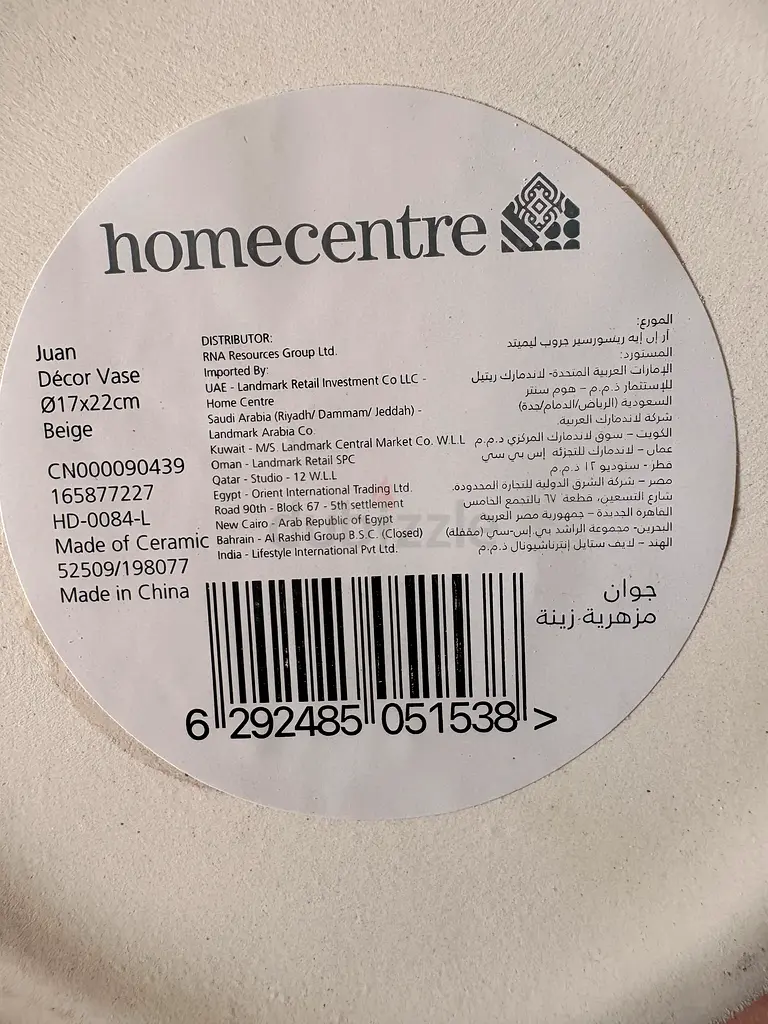 homecentre
Juan
Décor Vase
Ø17x22cm
Beige
CN000090439
165877227
HD-0084-L
Made of Ceramic
52509/198077
Made in China
DISTRIBUTOR:
RNA Resources Group Ltd.
Imported By:
UAE - Landmark Retail Investment Co LLC -
Home Centre
Saudi Arabia (Riyadh/ Dammam/ Jeddah) -
Landmark Arabia Co.
Kuwait - M/S. Landmark Central Market Co. W.L.L
Oman - Landmark Retail SPC
Qatar - Studio - 12 W.L.L
Egypt - Orient International Trading Ltd.
Road 90th - Block 67 - 5th settlement
New Cairo - Arab Republic of Egypt
Bahrain - Al Rashid Group B.S.C. (Closed)
India - Lifestyle International Pvt Ltd.
الموزع:
آر إن إيه ريسورسيز جروب ليميتد
المستورد:
الإمارات العربية المتحدة- لاندمارك ريتيل
للإستثمار ذ.م.م - هوم سنتر
السعودية (الرياض/الدمام/جدة)
شركة لاندمارك العربية.
الكويت - سوق لاندمارك المركزي ذ.م.م
عمان - لاندمارك للتجزئة إس بي سي
قطر - ستوديو ١٢ ذ.م.م
مصر - شركة الشرق الدولية للتجارة المحدودة.
شارع التسعين، قطعة ٦٧ بالتجمع الخامس
القاهرة الجديدة - جمهورية مصر العربية
البحرين- مجموعة الراشد بي.إس.سي (مقفلة)
الهند - لايف ستايل إنترناشيونال ذ.م.م
جوان
مزهرية زينة
6 292485 051538 >